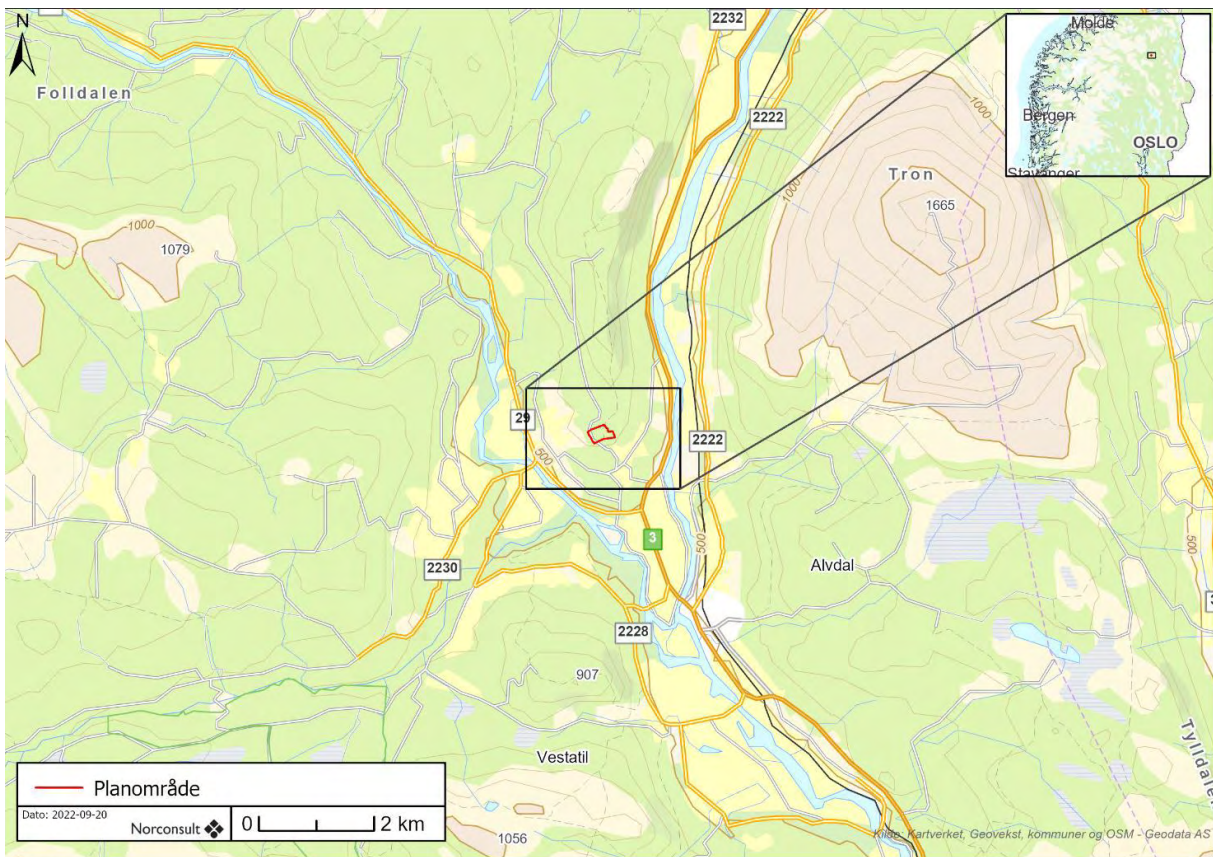 N
2232
Molde
Bergen
OSLO
Stavanger
Folldalen
1000
2222
1000
1000
Tron
1665
1079
29
500
2222
3
500
2230
Alvdal
500
2228
907
Vestatil
Tylldalen
1056
Planområde
Dato: 2022-09-20
Norconsult
0 2 km
Kilde: Kartverket, Geovekst, kommuner og OSM - Geodata AS